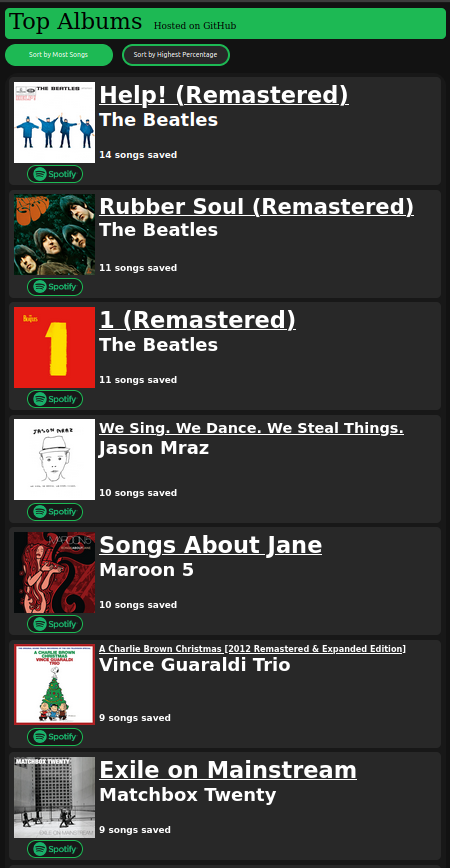 Top Albums Hosted on GitHub
Sort by Most Songs Sort by Highest Percentage
THE BEATLES
HELP!
Help! (Remastered)
The Beatles
14 songs saved
Spotify
Rubber Soul (Remastered)
The Beatles
11 songs saved
Spotify
1
1 (Remastered)
The Beatles
11 songs saved
Spotify
JASON MRAZ
We Sing. We Dance. We Steal Things.
Jason Mraz
10 songs saved
Spotify
MAROON5
Songs About Jane
Maroon 5
10 songs saved
Spotify
A CHARLIE BROWN
CHRISTMAS
VINCE GUARALDI
TRIO
A Charlie Brown Christmas [2012 Remastered & Expanded Edition]
Vince Guaraldi Trio
9 songs saved
Spotify
MATCHBOX TWENTY
EXILE ON MAINSTREAM
Exile on Mainstream
Matchbox Twenty
9 songs saved
Spotify